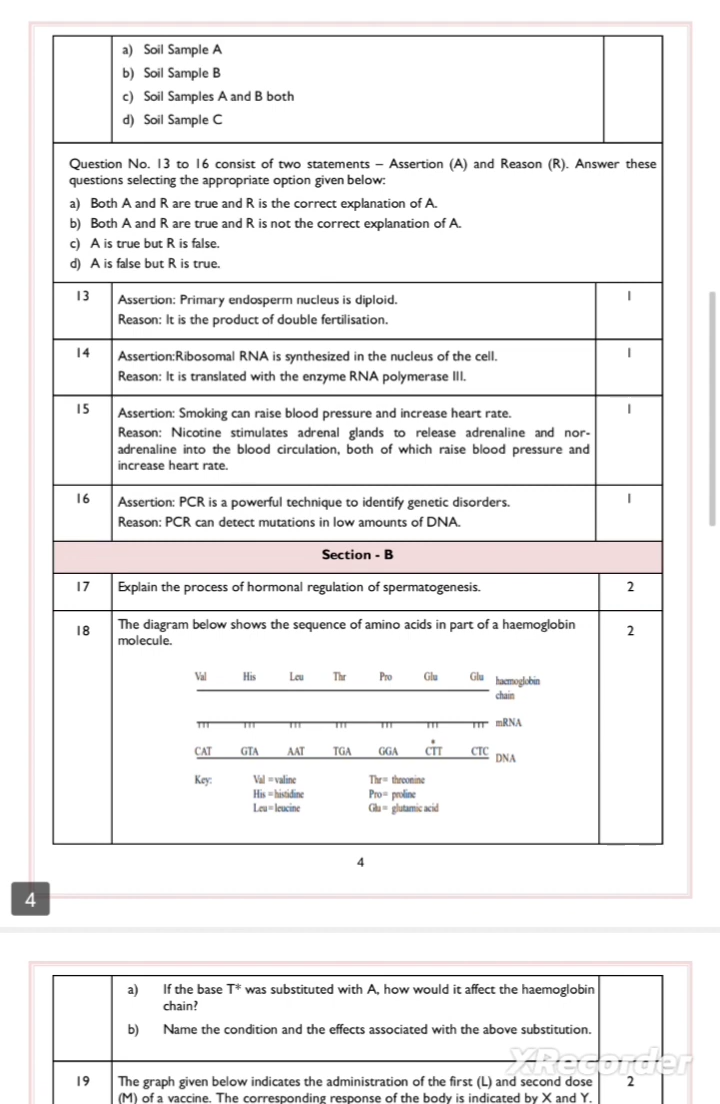 a) Soil Sample A
b) Soil Sample B
c) Soil Samples A and B both
d) Soil Sample C
Question No. 13 to 16 consist of two statements – Assertion (A) and Reason (R). Answer these
questions selecting the appropriate option given below:
a) Both A and R are true and R is the correct explanation of A.
b) Both A and R are true and R is not the correct explanation of A.
c) A is true but R is false.
d) A is false but R is true.
13 Assertion: Primary endosperm nucleus is diploid. 1
Reason: It is the product of double fertilisation.
14 Assertion:Ribosomal RNA is synthesized in the nucleus of the cell. 1
Reason: It is translated with the enzyme RNA polymerase III.
15 Assertion: Smoking can raise blood pressure and increase heart rate. 1
Reason: Nicotine stimulates adrenal glands to release adrenaline and nor-
adrenaline into the blood circulation, both of which raise blood pressure and
increase heart rate.
16 Assertion: PCR is a powerful technique to identify genetic disorders. 1
Reason: PCR can detect mutations in low amounts of DNA.
Section - B
17 Explain the process of hormonal regulation of spermatogenesis. 2
18 The diagram below shows the sequence of amino acids in part of a haemoglobin 2
molecule.
Val His Leu Thr Pro Glu Glu haemoglobin
chain
mRNA
*
CAT GTA AAT TGA GGA CTT CTC DNA
Key: Val = valine Thr= threonine
His = histidine Pro= proline
Leu= leucine Glu = glutamic acid
4
4
a) If the base T* was substituted with A, how would it affect the haemoglobin
chain?
b) Name the condition and the effects associated with the above substitution.
XRecorder
19 The graph given below indicates the administration of the first (L) and second dose 2
(M) of a vaccine. The corresponding response of the body is indicated by X and Y.